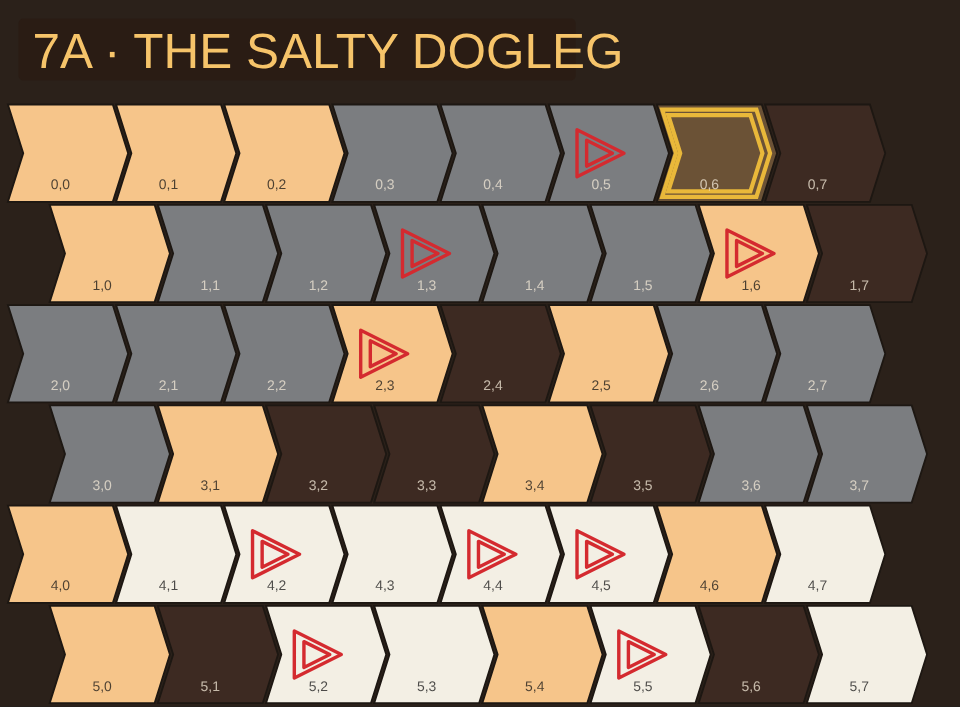 7A · THE SALTY DOGLEG
0,0 0,1 0,2 0,3 0,4 0,5 0,6 0,7
1,0 1,1 1,2 1,3 1,4 1,5 1,6 1,7
2,0 2,1 2,2 2,3 2,4 2,5 2,6 2,7
3,0 3,1 3,2 3,3 3,4 3,5 3,6 3,7
4,0 4,1 4,2 4,3 4,4 4,5 4,6 4,7
5,0 5,1 5,2 5,3 5,4 5,5 5,6 5,7